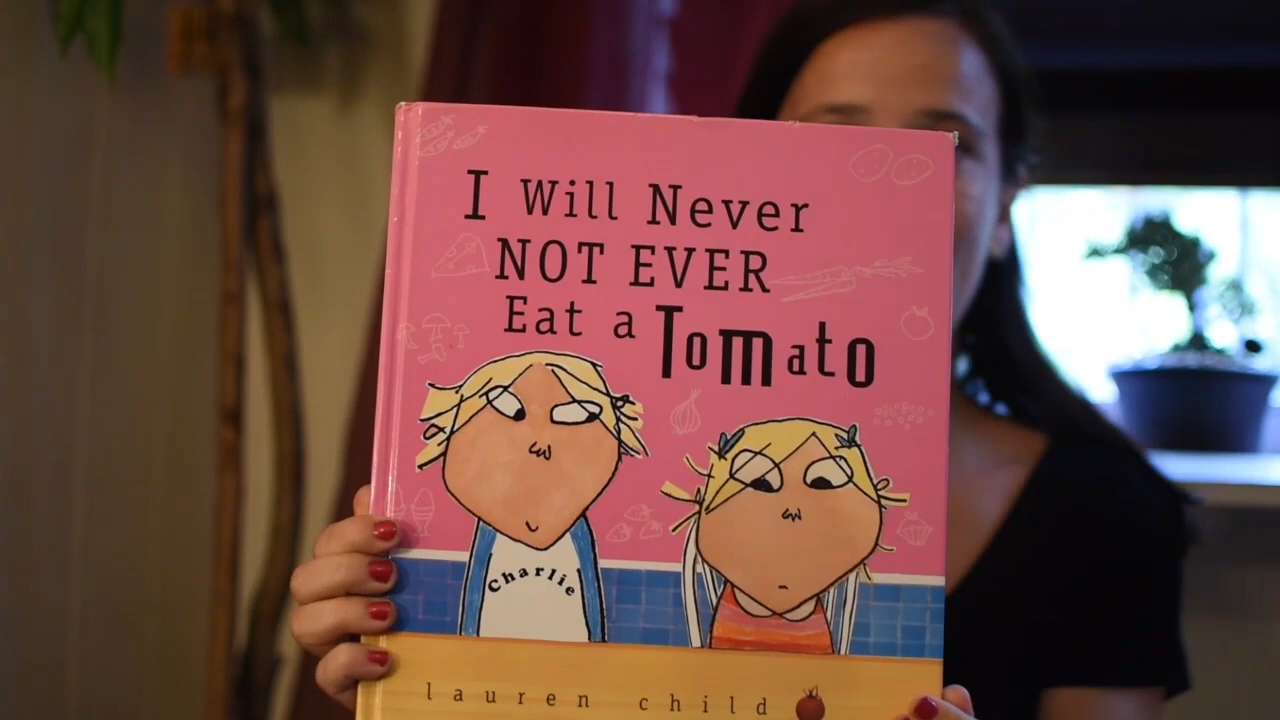 I Will Never
NOT EVER
Eat a Tomato
Charlie
lauren child